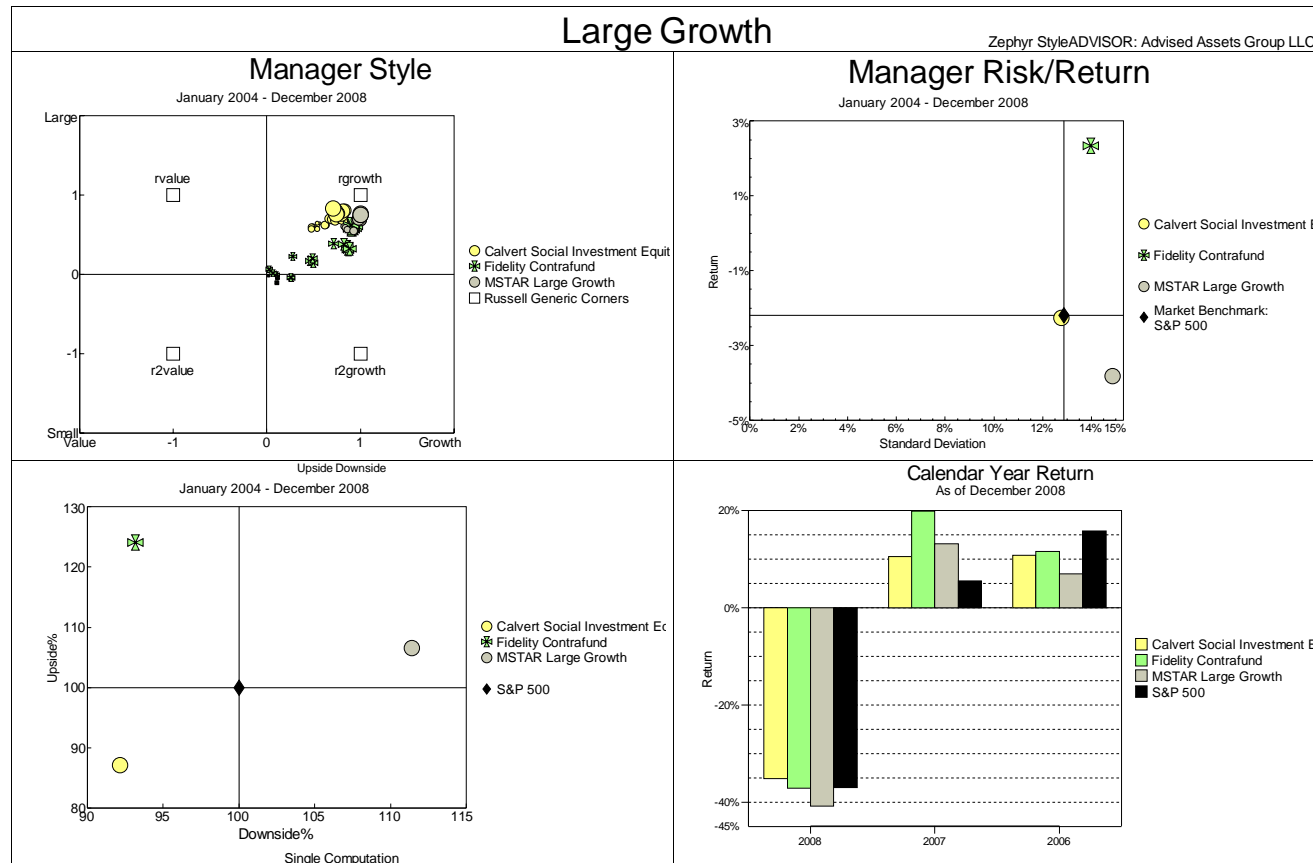 Large Growth
Zephyr StyleADVISOR: Advised Assets Group LLC
Manager Style
January 2004 - December 2008
Large
1
0
-1
Small
rvalue
rgrowth
r2value
r2growth
Value
-1
0
1
Growth
Calvert Social Investment Equit
Fidelity Contrafund
MSTAR Large Growth
Russell Generic Corners
Manager Risk/Return
January 2004 - December 2008
Return
3%
1%
-1%
-3%
-5%
0%
2%
4%
6%
8%
10%
12%
14%
15%
Standard Deviation
Calvert Social Investment E
Fidelity Contrafund
MSTAR Large Growth
Market Benchmark:
S&P 500
Upside Downside
January 2004 - December 2008
Upside%
130
120
110
100
90
80
90
95
100
105
110
115
Downside%
Single Computation
Calvert Social Investment Ec
Fidelity Contrafund
MSTAR Large Growth
S&P 500
Calendar Year Return
As of December 2008
Return
20%
0%
-20%
-40%
-45%
2008
2007
2006
Calvert Social Investment E
Fidelity Contrafund
MSTAR Large Growth
S&P 500